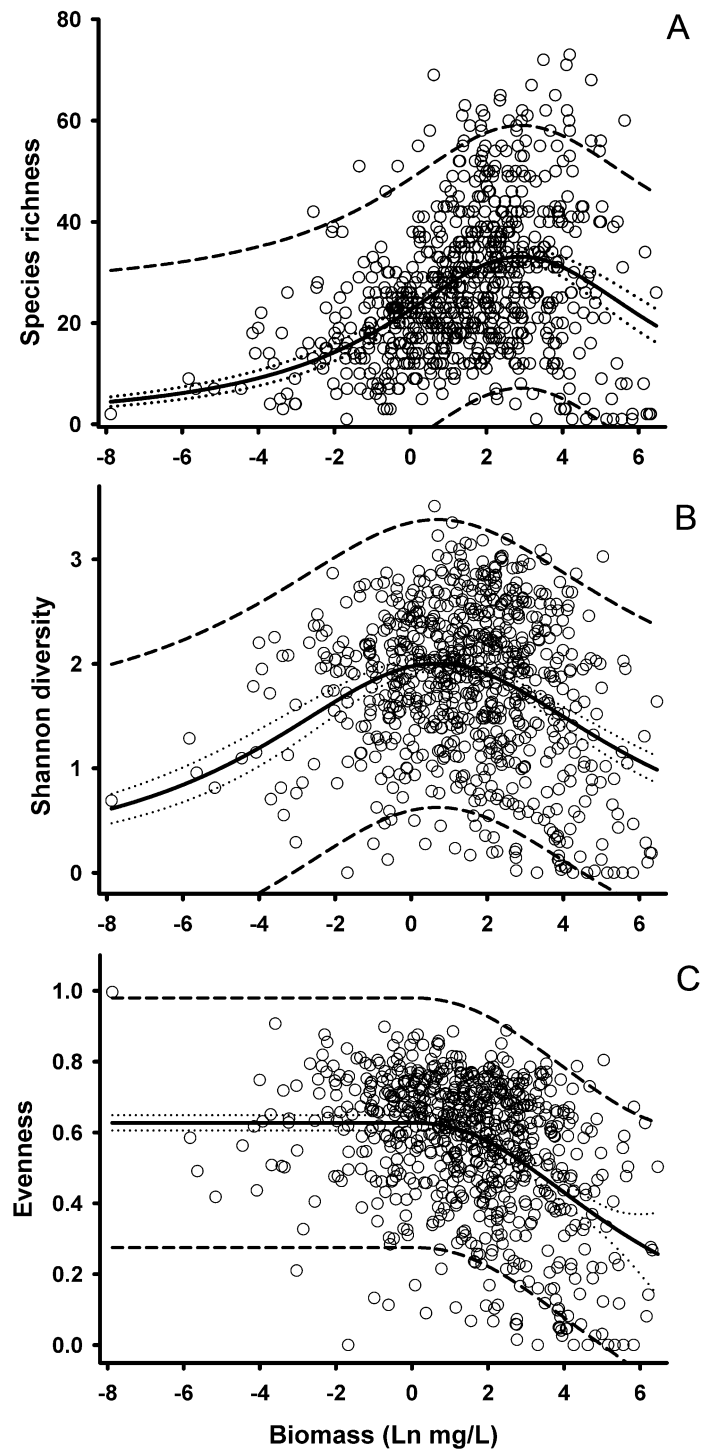 A
80
60
40
20
0
Species richness
-8 -6 -4 -2 0 2 4 6
B
3
2
1
0
Shannon diversity
-8 -6 -4 -2 0 2 4 6
C
1.0
0.8
0.6
0.4
0.2
0.0
Evenness
-8 -6 -4 -2 0 2 4 6
Biomass (Ln mg/L)